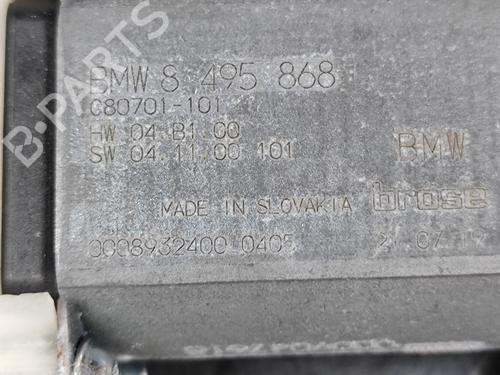 BMW 8 495 868
C80701-101
HW 04.B1.00
SW 04.11.00 101
BMW
MADE IN SLOVAKIA brose
0008932400 0405 21.07.19